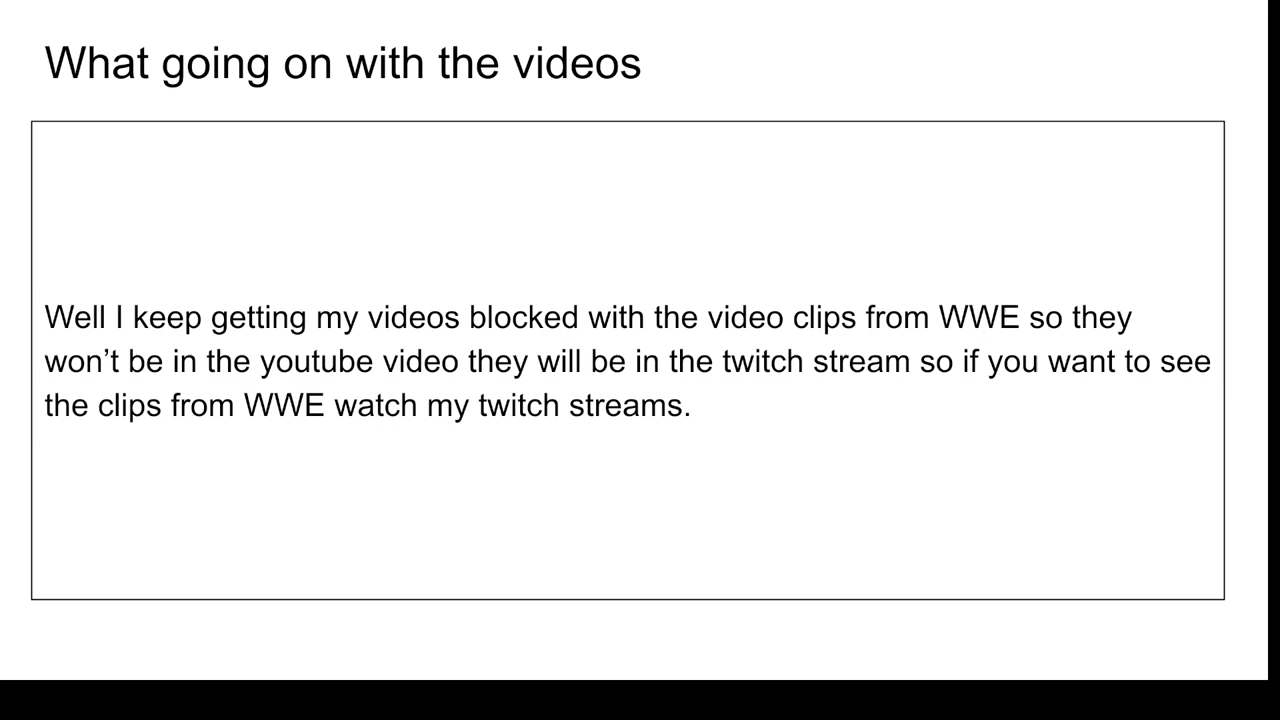 What going on with the videos
Well I keep getting my videos blocked with the video clips from WWE so they
won’t be in the youtube video they will be in the twitch stream so if you want to see
the clips from WWE watch my twitch streams.